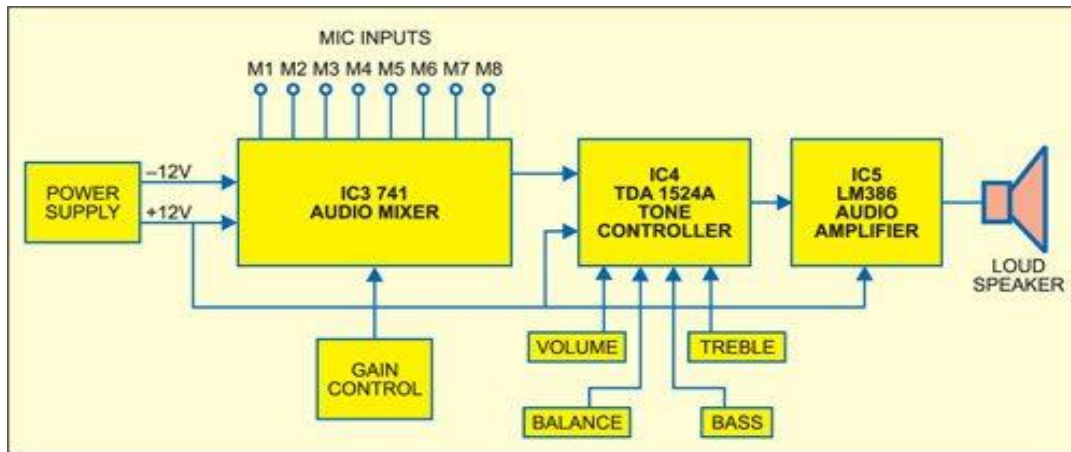 MIC INPUTS
M1 M2 M3 M4 M5 M6 M7 M8
POWER
SUPPLY
–12V
+12V
IC3 741
AUDIO MIXER
IC4
TDA 1524A
TONE
CONTROLLER
IC5
LM386
AUDIO
AMPLIFIER
LOUD
SPEAKER
GAIN
CONTROL
VOLUME
TREBLE
BALANCE
BASS